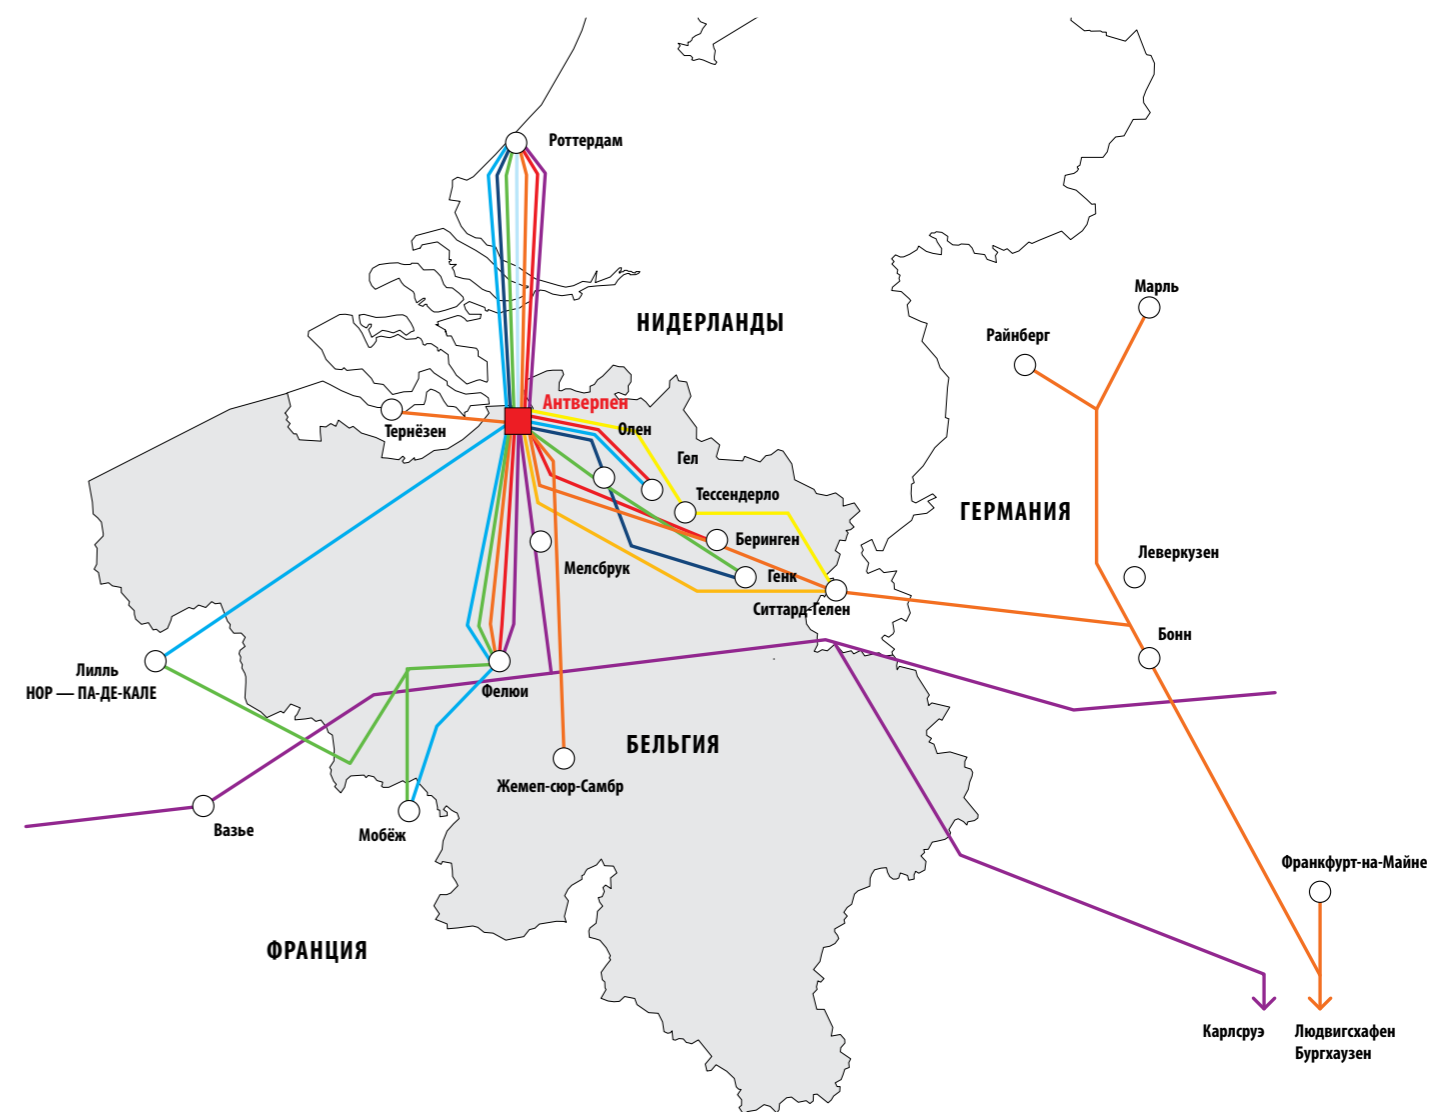 Роттердам
НИДЕРЛАНДЫ
Марль
Райнберг
Антверпен
Тернёзен
Олен
Гел
Тессендерло
ГЕРМАНИЯ
Беринген
Леверкузен
Мелсбрук
Генк
Ситтард-Гелен
Бонн
Лилль
НОР — ПА-ДЕ-КАЛЕ
Фелюи
БЕЛЬГИЯ
Жемеп-сюр-Самбр
Вазье
Мобёж
Франкфурт-на-Майне
ФРАНЦИЯ
Карлсруэ
Людвигсхафен
Бургхаузен